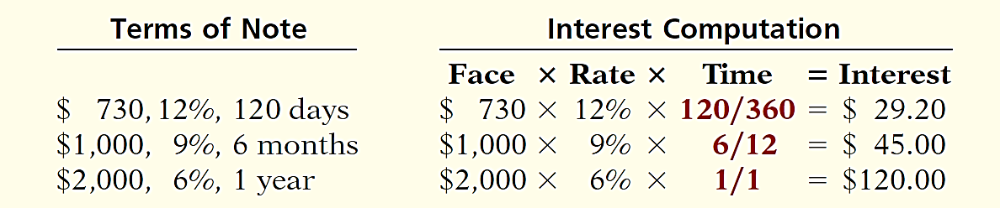 Terms of Note Interest Computation
Face × Rate × Time = Interest
$ 730, 12%, 120 days $ 730 × 12% × 120/360 = $ 29.20
$1,000, 9%, 6 months $1,000 × 9% × 6/12 = $ 45.00
$2,000, 6%, 1 year $2,000 × 6% × 1/1 = $120.00